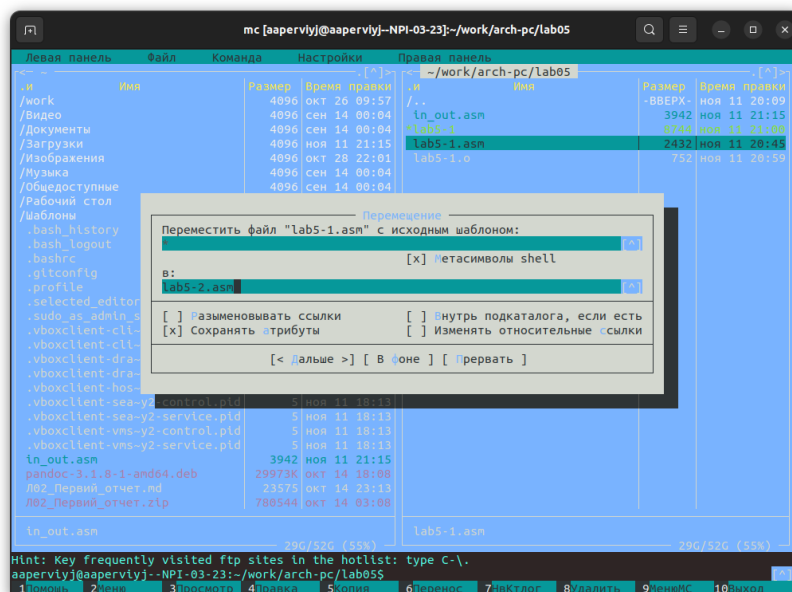 mc [aaperviyj@aaperviyj--NPI-03-23]:~/work/arch-pc/lab05
Левая панель Файл Команда Настройки Правая панель
<— ~ .[^]> <— ~/work/arch-pc/lab05 .[^]>
.и Имя Размер Время правки .и Имя Размер Время правки
/work 4096 окт 26 09:57 /.. -ВВЕРХ- ноя 11 20:09
/Видео 4096 сен 14 00:04 in_out.asm 3942 ноя 11 21:15
/Документы 4096 сен 14 00:04 *lab5-1 8744 ноя 11 21:05
/Загрузки 4096 ноя 11 21:15 lab5-1.asm 2432 ноя 11 20:45
/Изображения 4096 окт 28 22:01 lab5-1.o 752 ноя 11 20:59
/Музыка 4096 сен 14 00:04
/Общедоступные 4096 сен 14 00:04
/Рабочий стол
/Шаблоны
.bash_history
.bash_logout
.bashrc
.gitconfig
.profile
.selected_editor
.sudo_as_admin_s
.vboxclient-cli~
.vboxclient-cli~
.vboxclient-dra~
.vboxclient-dra~
.vboxclient-hos~
Перемещение
Переместить файл "lab5-1.asm" с исходным шаблоном:
* [^]
[x] Метасимволы shell
в:
lab5-2.asm [^]
[ ] Разыменовывать ссылки [ ] Внутрь подкаталога, если есть
[x] Сохранять атрибуты [ ] Изменять относительные ссылки
[< Дальше >] [ В фоне ] [ Прервать ]
.vboxclient-sea~y2-control.pid 5 ноя 11 18:13
.vboxclient-sea~y2-service.pid 5 ноя 11 18:13
.vboxclient-vms~y2-control.pid 5 ноя 11 18:13
.vboxclient-vms~y2-service.pid 5 ноя 11 18:13
in_out.asm 3942 ноя 11 21:15
pandoc-3.1.8-1-amd64.deb 29973K окт 14 18:08
Л02_Первий_отчет.md 23575 окт 14 23:13
Л02_Первий_отчет.zip 780544 окт 14 03:08
in_out.asm lab5-1.asm
29G/52G (55%) 29G/52G (55%)
Hint: Key frequently visited ftp sites in the hotlist: type C-\.
aaperviyj@aaperviyj--NPI-03-23:~/work/arch-pc/lab05$ [^]
1Помощь 2Меню 3Просмотр 4Правка 5Копия 6Перенос 7НвКтлог 8Удалить 9МенюMC 10Выход